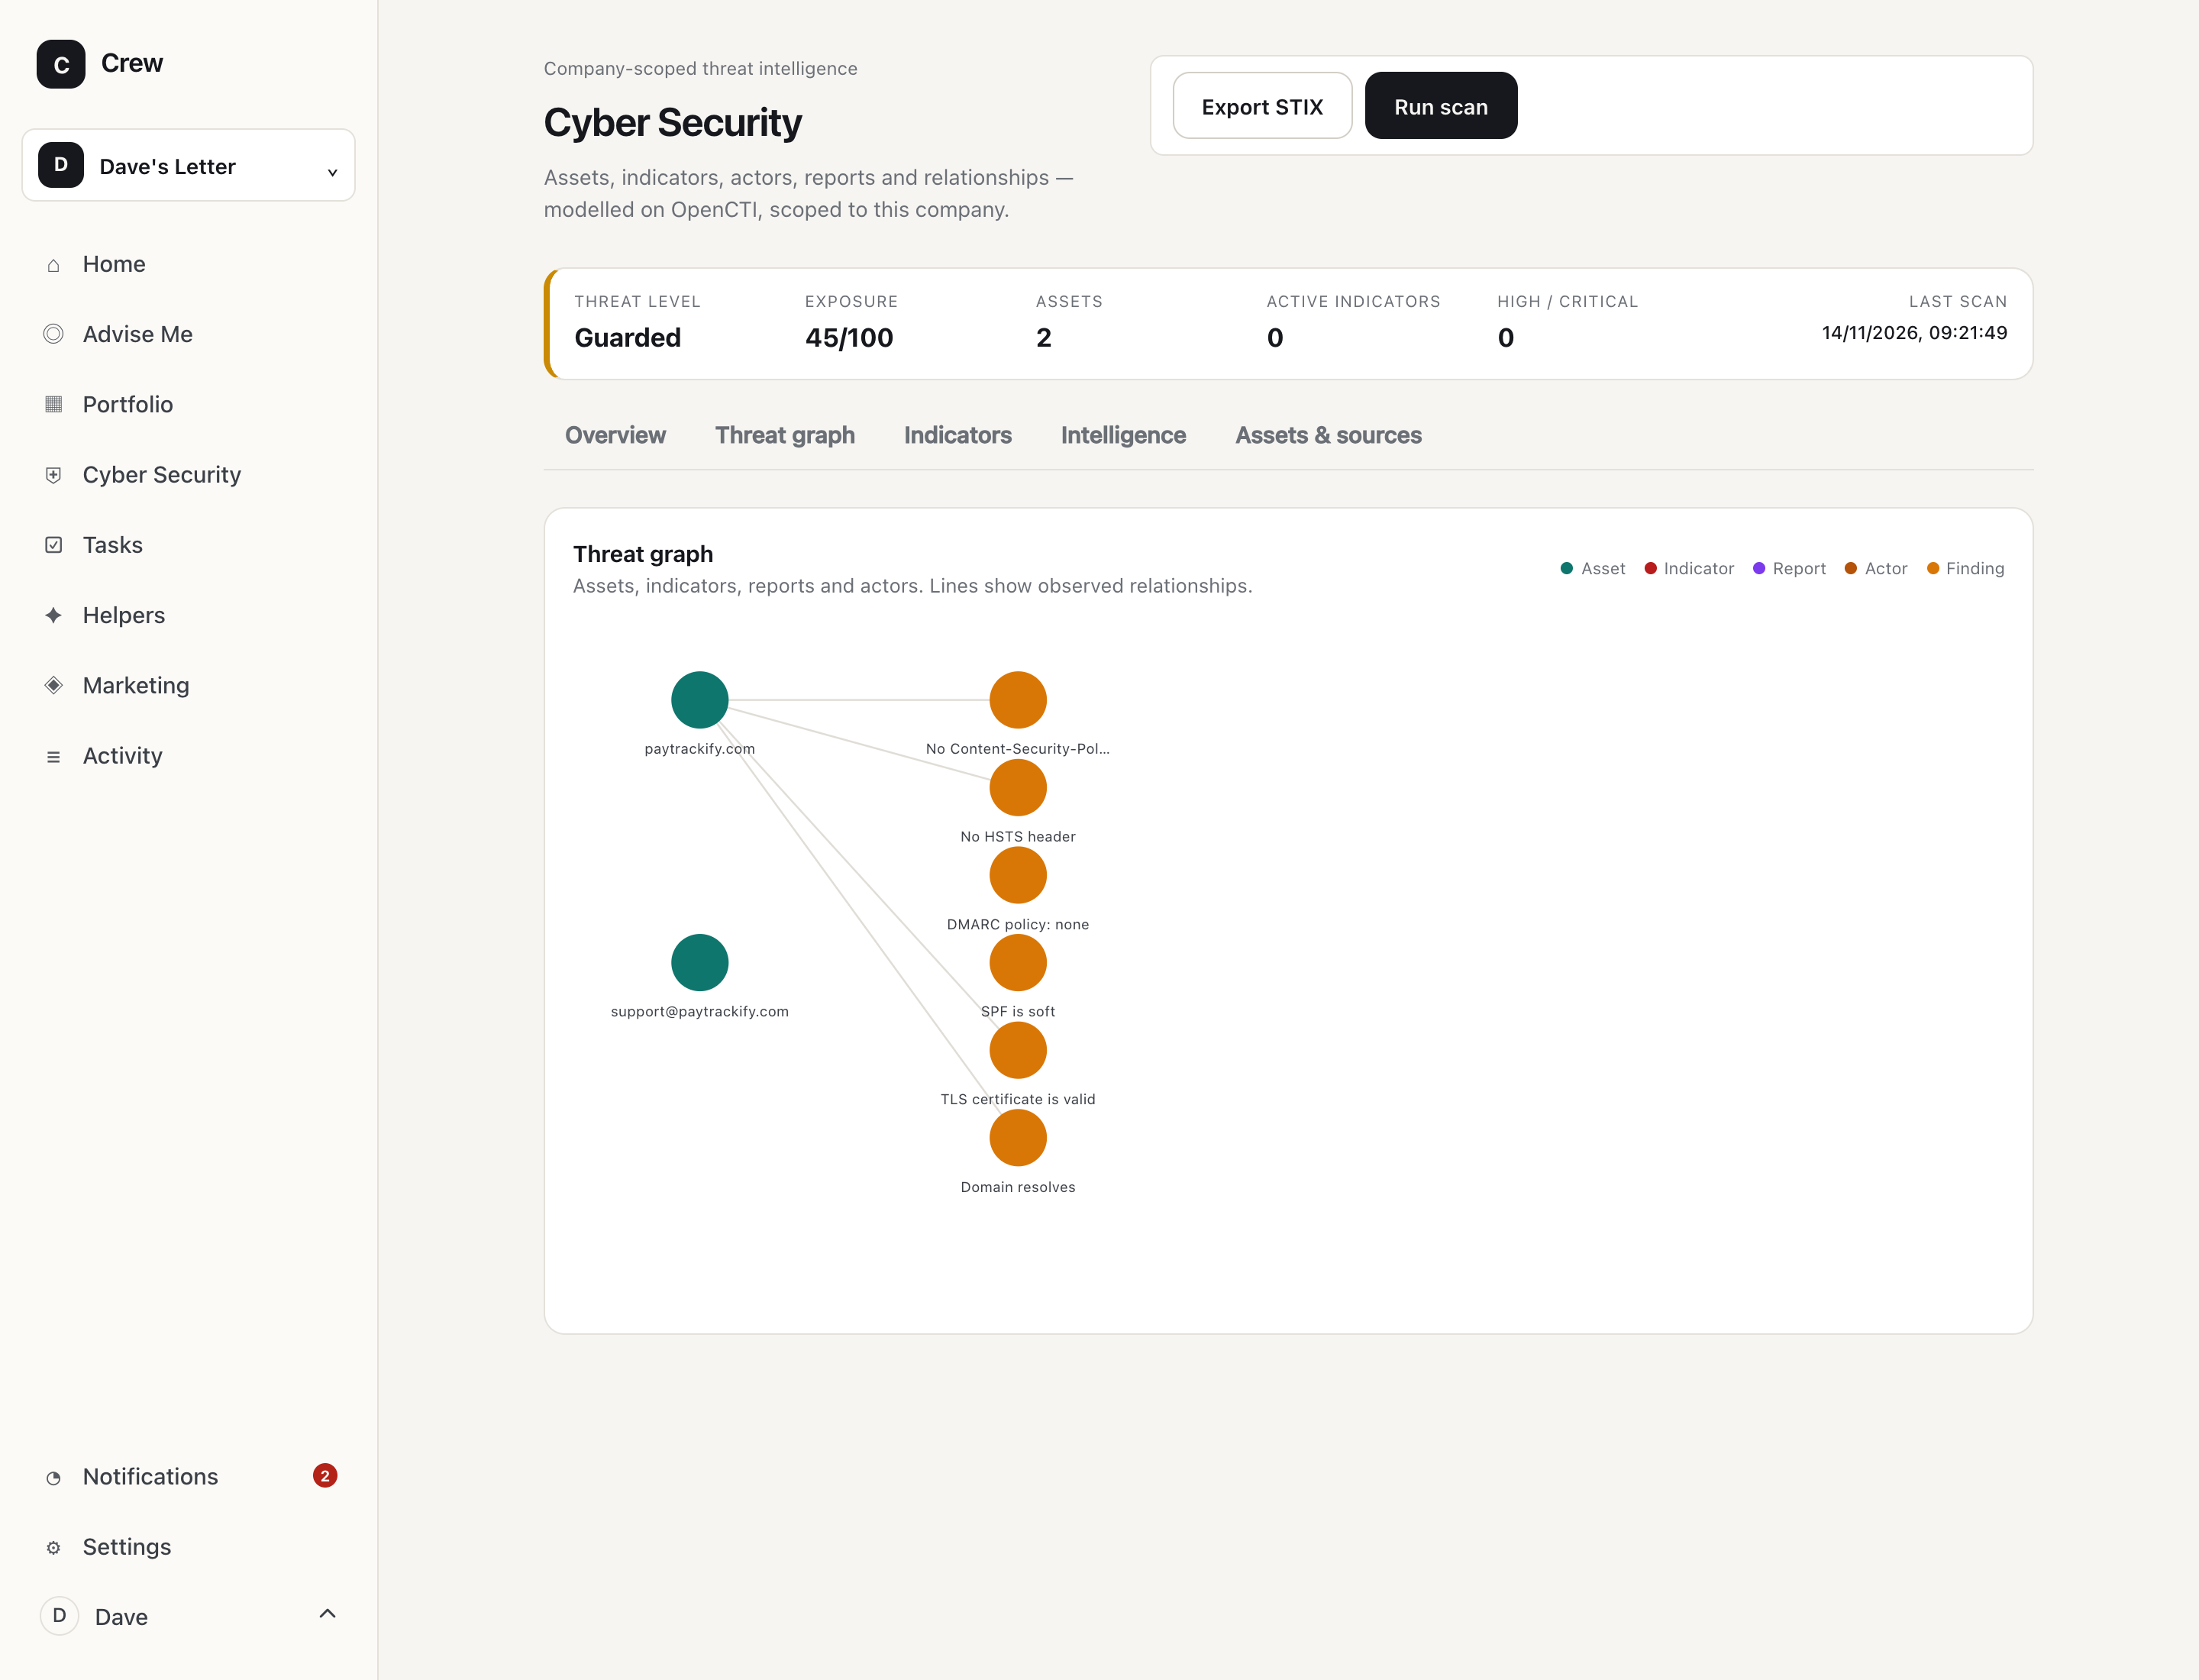 C Crew
D Dave's Letter
Home
Advise Me
Portfolio
Cyber Security
Tasks
Helpers
Marketing
Activity
Notifications 2
Settings
D Dave
Company-scoped threat intelligence
Cyber Security
Assets, indicators, actors, reports and relationships —
modelled on OpenCTI, scoped to this company.
Export STIX Run scan
THREAT LEVEL EXPOSURE ASSETS ACTIVE INDICATORS HIGH / CRITICAL LAST SCAN
Guarded 45/100 2 0 0 14/11/2026, 09:21:49
Overview Threat graph Indicators Intelligence Assets & sources
Threat graph
Assets, indicators, reports and actors. Lines show observed relationships.
Asset Indicator Report Actor Finding
paytrackify.com No Content-Security-Pol...
No HSTS header
DMARC policy: none
support@paytrackify.com SPF is soft
TLS certificate is valid
Domain resolves